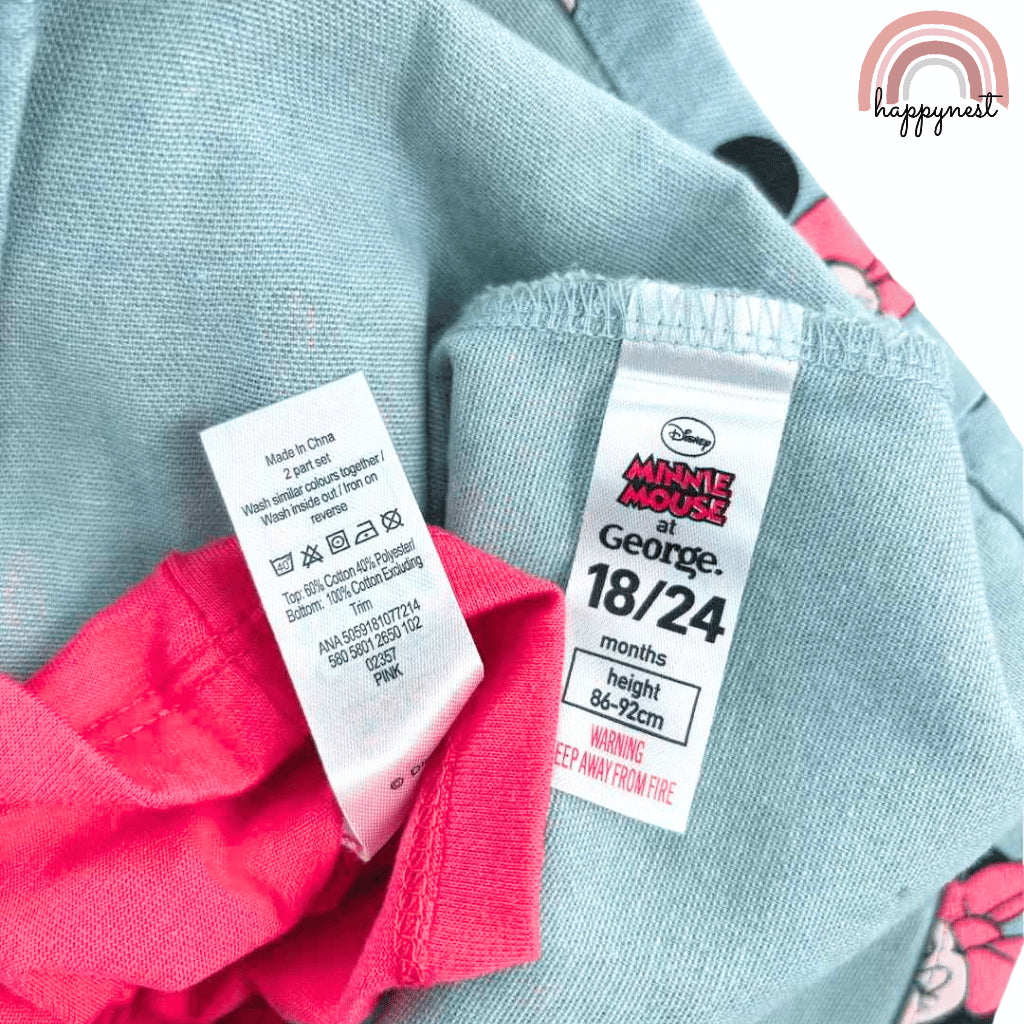 happynest
Made In Chna
2 part set
Wash similar colours together /
Wash inside out / Iron on
reverse
40
Top: 60% Cotton 40% Polyester/
Bottom: 100% Cotton Excluding
Trim
ANA 5059181077214
580 5801 2650 102
02357
PINK
©
Disney
MINNIE
MOUSE
at
George.
18/24
months
height
86-92cm
WARNING
EEP AWAY FROM FIRE